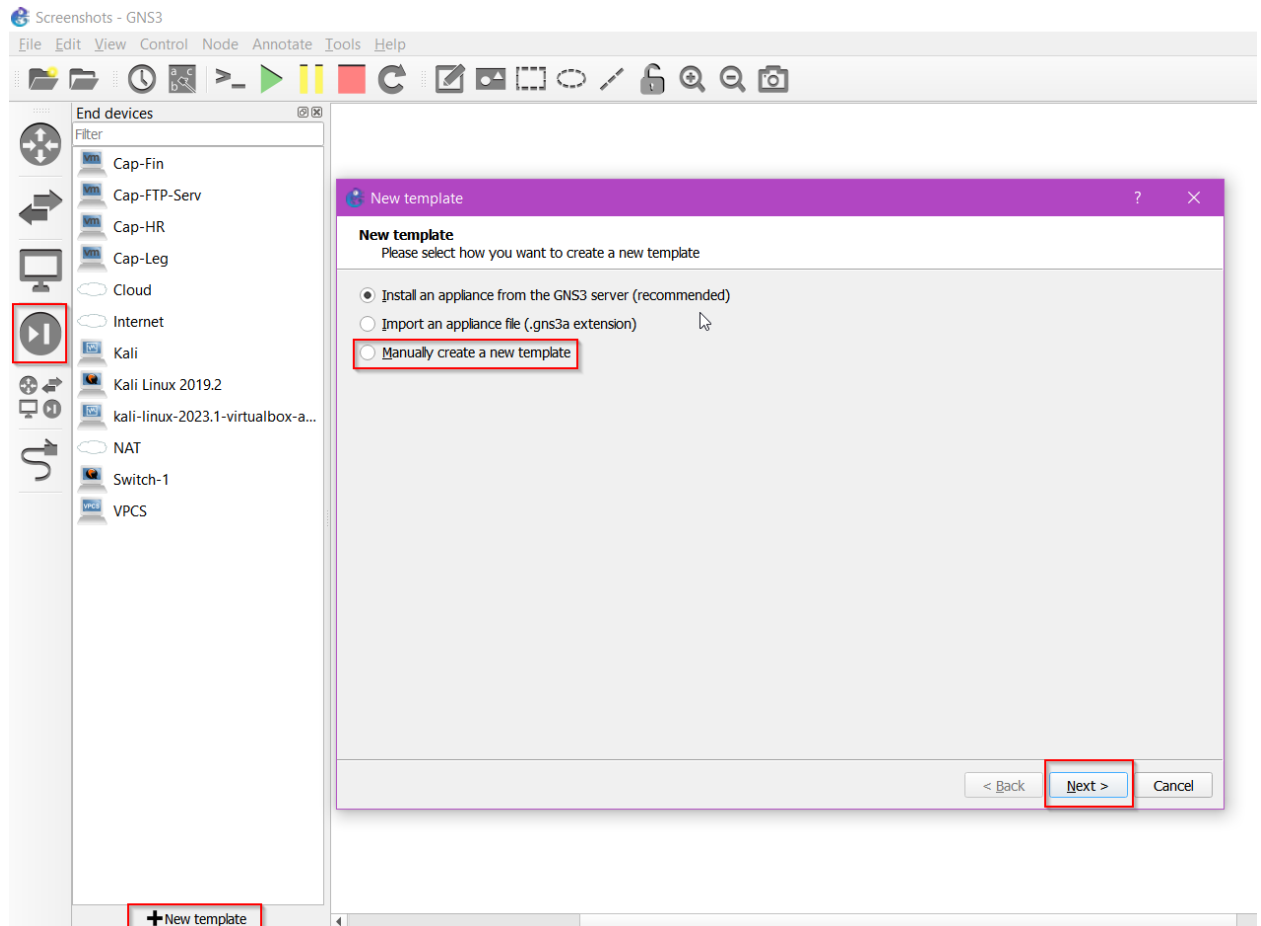 Screenshots - GNS3
File Edit View Control Node Annotate Tools Help
End devices
Filter
Cap-Fin
Cap-FTP-Serv
Cap-HR
Cap-Leg
Cloud
Internet
Kali
Kali Linux 2019.2
kali-linux-2023.1-virtualbox-a...
NAT
Switch-1
VPCS
New template
New template ?
New template
Please select how you want to create a new template
Install an appliance from the GNS3 server (recommended)
Import an appliance file (.gns3a extension)
Manually create a new template
< Back Next > Cancel